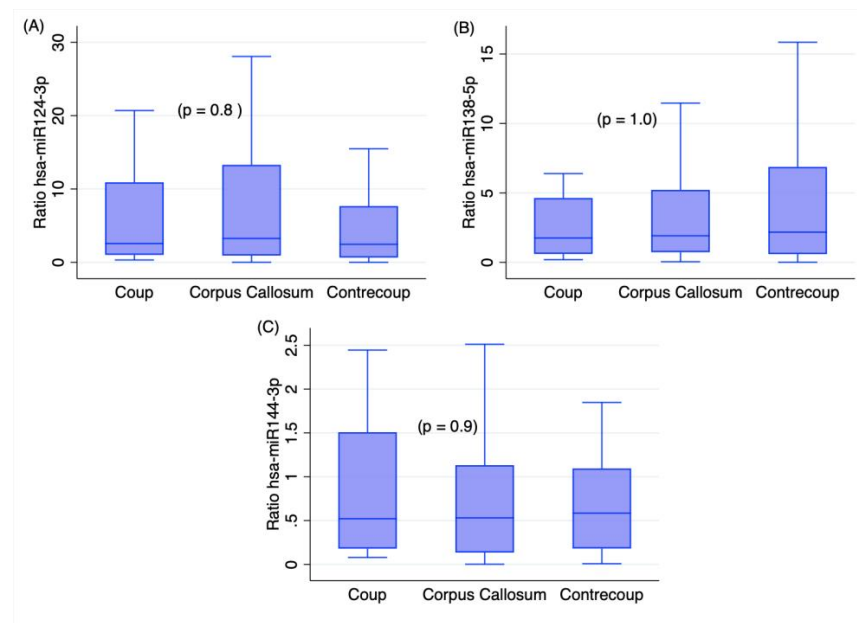 (A)
Ratio hsa-miR124-3p
30
20
10
0
(p = 0.8 )
Coup Corpus Callosum Contrecoup
(B)
Ratio hsa-miR138-5p
15
10
5
0
(p = 1.0)
Coup Corpus Callosum Contrecoup
(C)
Ratio hsa-miR144-3p
2.5
2
1.5
1
.5
0
(p = 0.9)
Coup Corpus Callosum Contrecoup